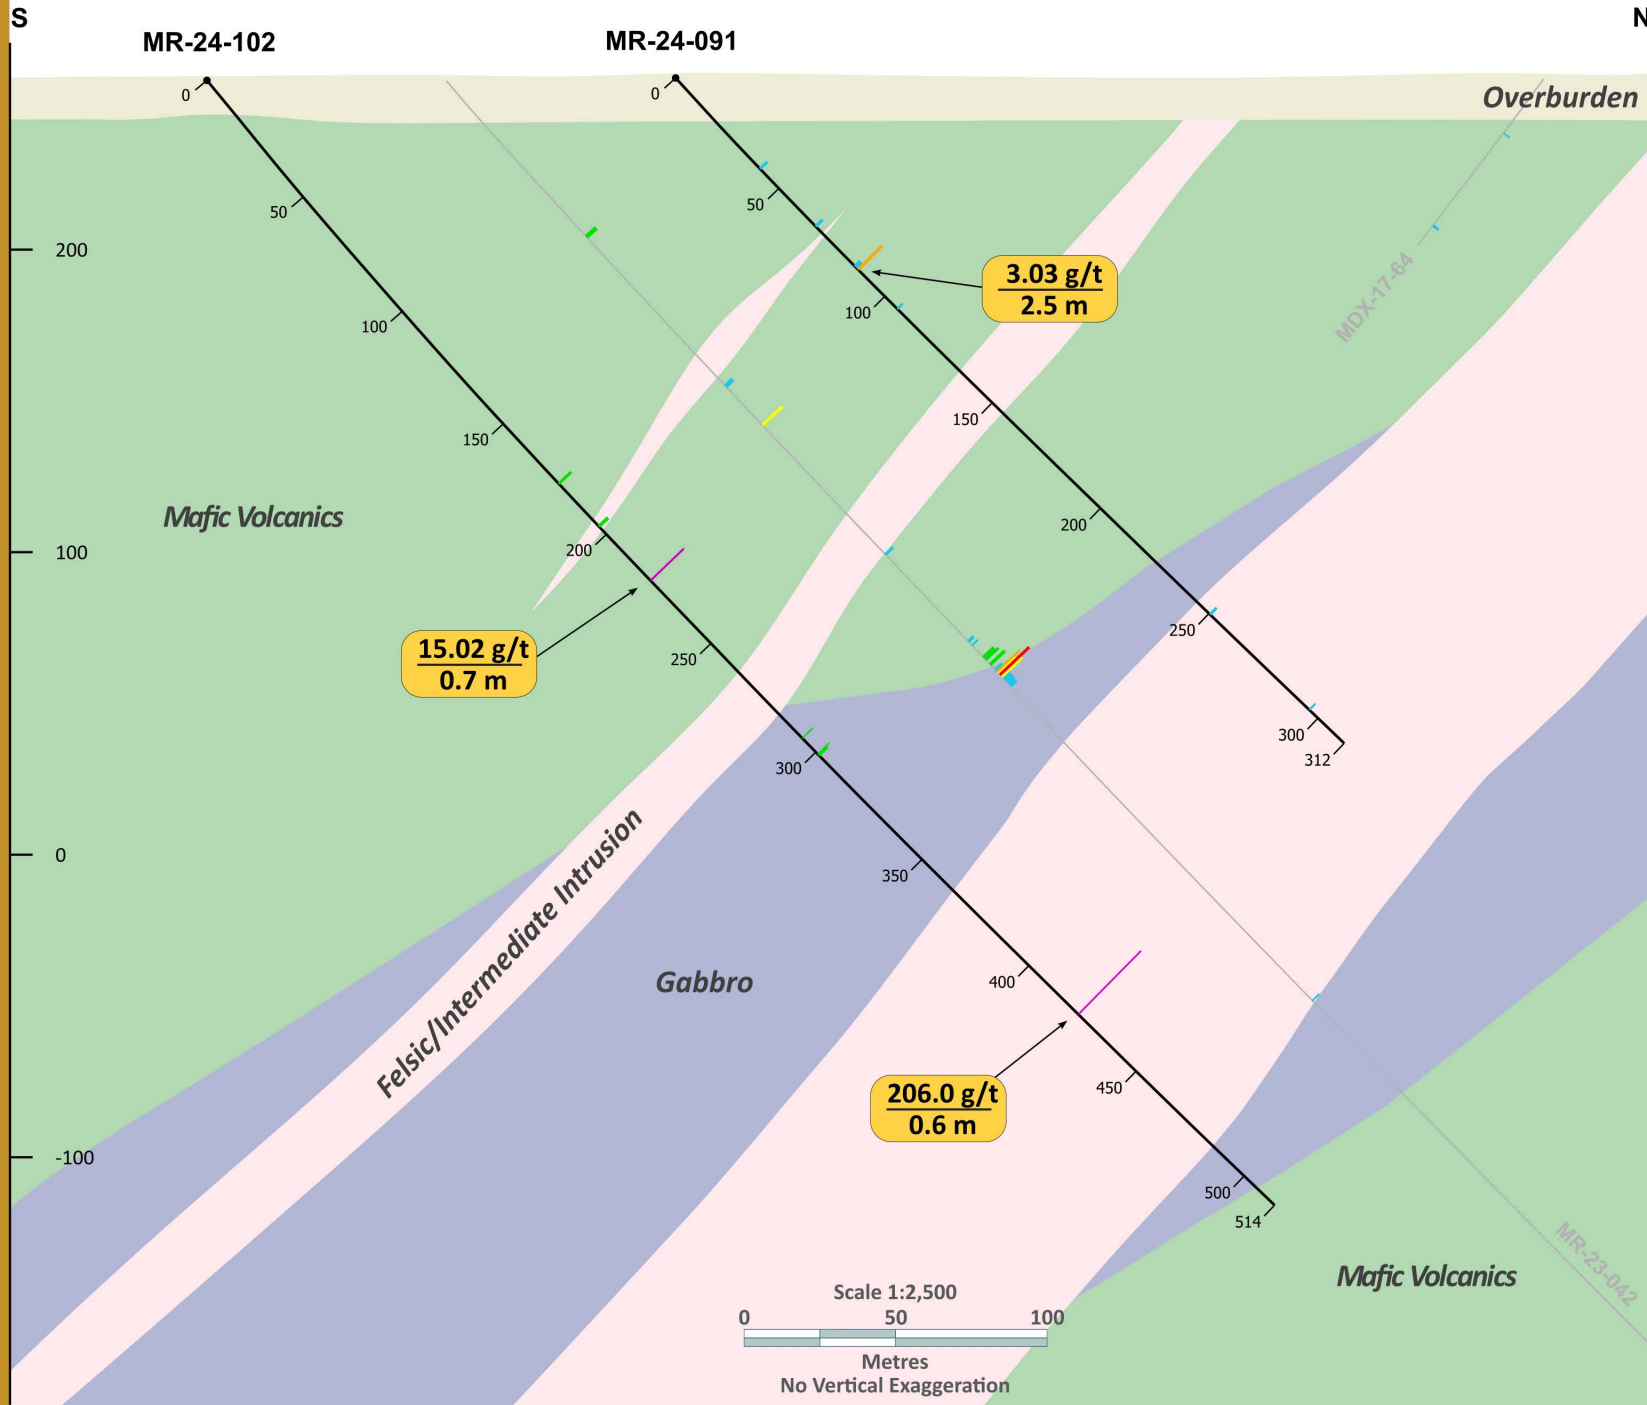 S
N
MR-24-102
MR-24-091
0
0
Overburden
50
50
200
MDX-17-64
3.03 g/t
2.5 m
100
100
150
150
Mafic Volcanics
200
100
200
15.02 g/t
0.7 m
250
250
300
312
300
0
350
Felsic/Intermediate Intrusion
Gabbro
400
206.0 g/t
0.6 m
450
-100
500
514
MR-23-042
Mafic Volcanics
Scale 1:2,500
0 50 100
Metres
No Vertical Exaggeration